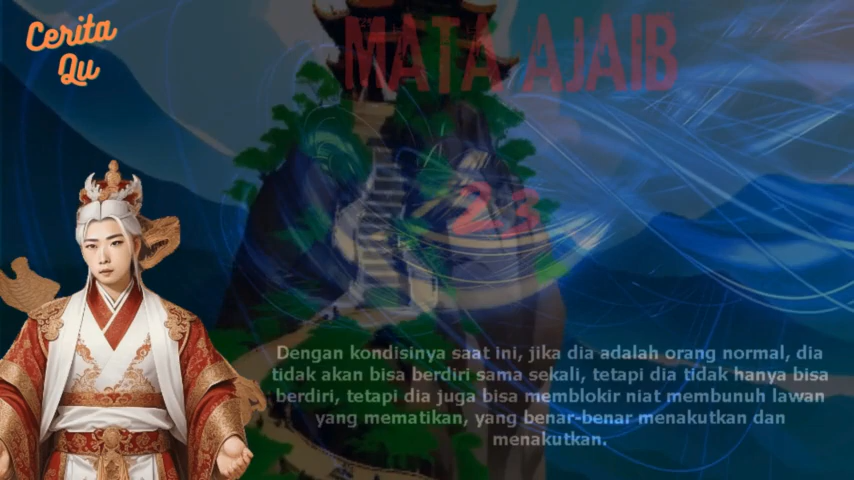 Cerita
Qu
MATA AJAIB
23
Dengan kondisinya saat ini, jika dia adalah orang normal, dia
tidak akan bisa berdiri sama sekali, tetapi dia tidak hanya bisa
berdiri, tetapi dia juga bisa memblokir niat membunuh lawan
yang mematikan, yang benar-benar menakutkan dan
menakutkan.